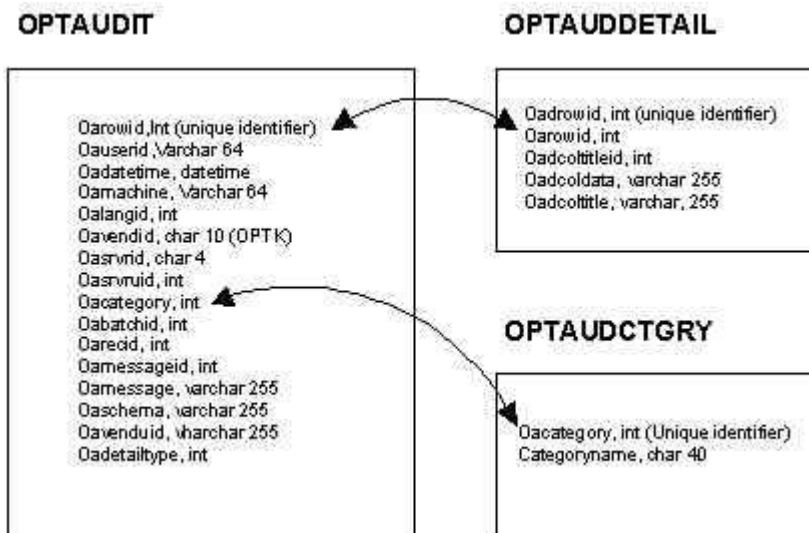 OPTAUDIT
Oarowid,Int (unique identifier)
Oauserid,Varchar 64
Oadatetime, datetime
Oamachine, Varchar 64
Oalangid, int
Oavendid, char 10 (OPTK)
Oasrvrid, char 4
Oasrvruid, int
Oacategory, int
Oabatchid, int
Oarecid, int
Oamessageid, int
Oamessage, varchar 255
Oaschema, varchar 255
Oavenduid, vharchar 255
Oadetailtype, int
OPTAUDDETAIL
Oadrowid, int (unique identifier)
Oarowid, int
Oadcoltitleid, int
Oadcoldata, varchar 255
Oadcoltitle, varchar, 255
OPTAUDCTGRY
Oacategory, int (Unique identifier)
Categoryname, char 40